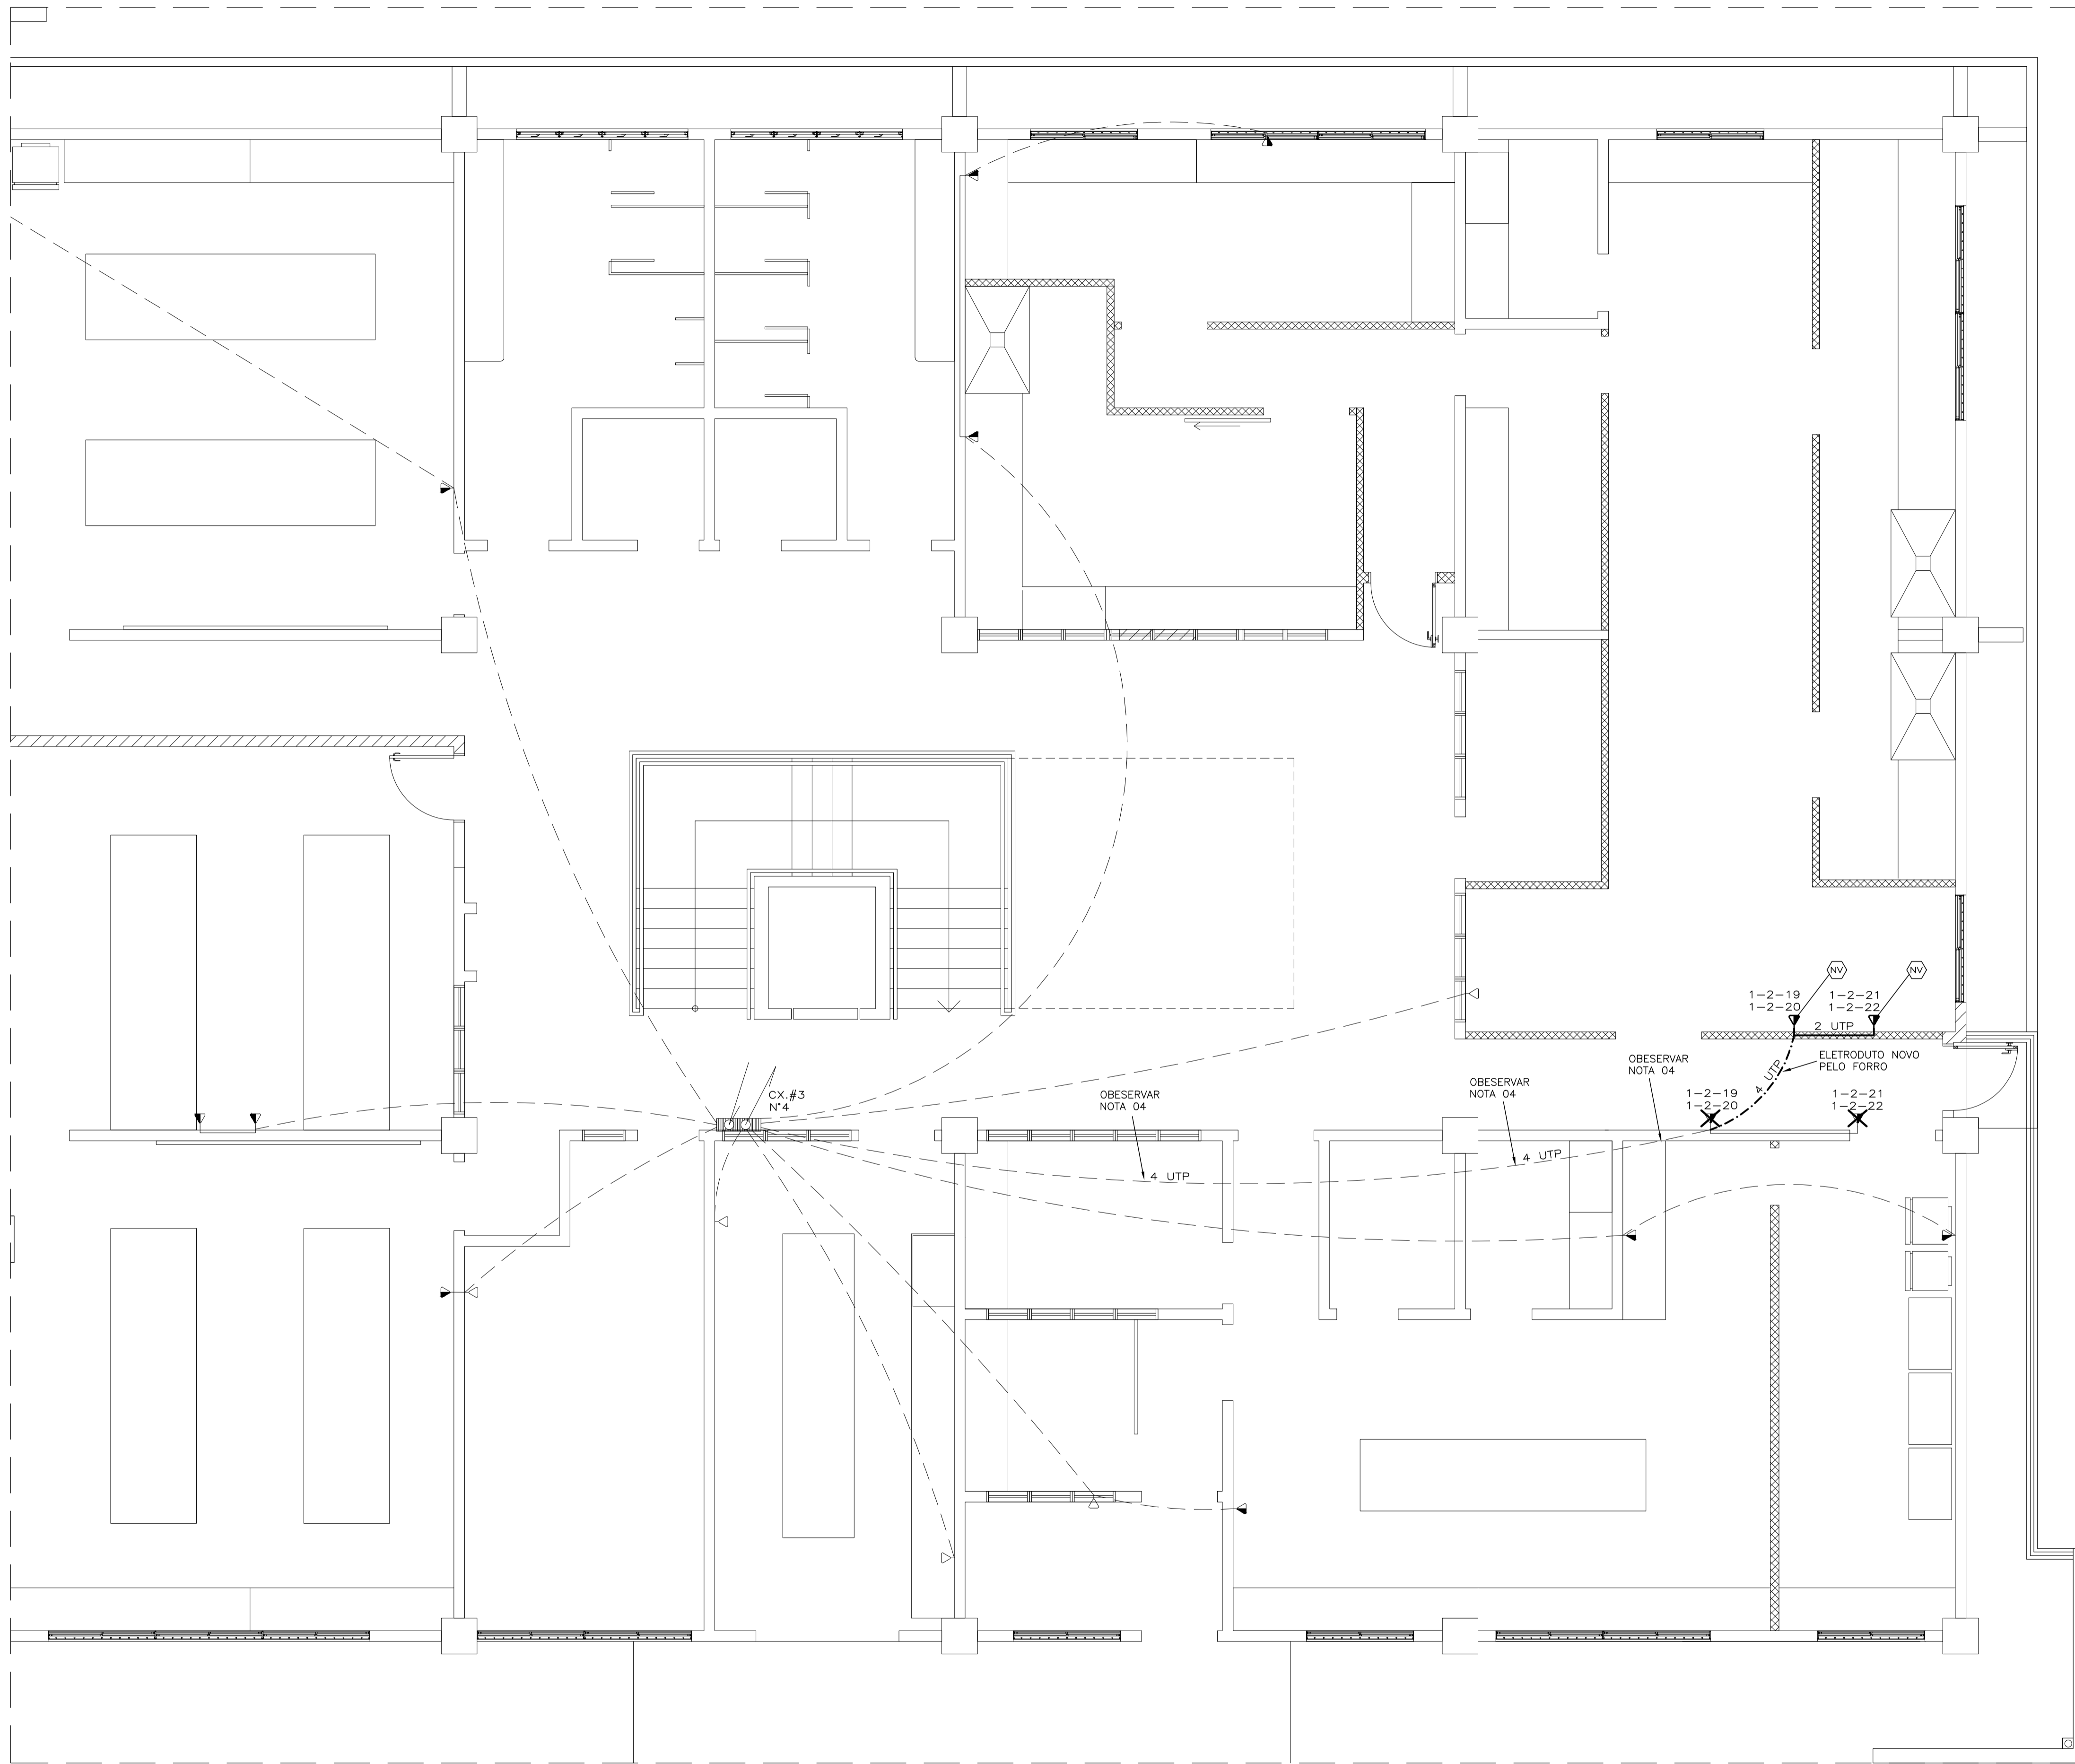 NV
NV
1-2-19
1-2-20
1-2-21
1-2-22
2 UTP
ELETRODUTO NOVO
PELO FORRO
4 UTP
OBESERVAR
NOTA 04
1-2-19
1-2-20
1-2-21
1-2-22
OBESERVAR
NOTA 04
OBESERVAR
NOTA 04
CX.#3
N°4
4 UTP
4 UTP